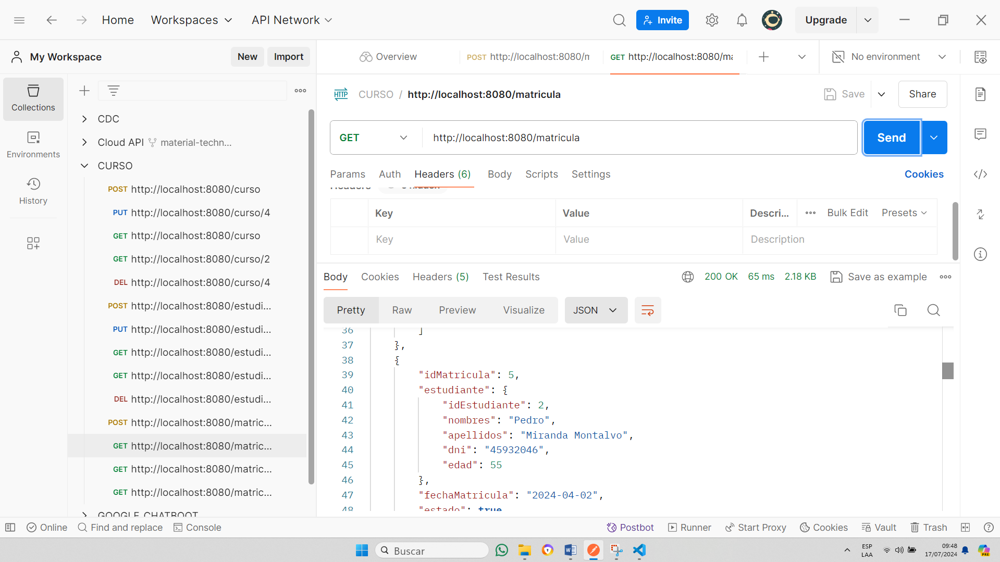 Home Workspaces API Network Invite Upgrade
My Workspace New Import Overview POST http://localhost:8080/m GET http://localhost:8080/ma No environment
Collections
Environments
History
CDC
Cloud API material-techn...
CURSO
POST http://localhost:8080/curso
PUT http://localhost:8080/curso/4
GET http://localhost:8080/curso
GET http://localhost:8080/curso/2
DEL http://localhost:8080/curso/4
POST http://localhost:8080/estudi...
PUT http://localhost:8080/estudi...
GET http://localhost:8080/estudi...
GET http://localhost:8080/estudi...
DEL http://localhost:8080/estudi...
POST http://localhost:8080/matric...
GET http://localhost:8080/matric...
GET http://localhost:8080/matric...
GET http://localhost:8080/matric...
GOOGLE CHATBOOT
HTTP CURSO / http://localhost:8080/matricula Save Share
GET http://localhost:8080/matricula Send
Params Auth Headers (6) Body Scripts Settings Cookies
Headers 6 hidden
Key Value Descri... Bulk Edit Presets
Key Value Description
Body Cookies Headers (5) Test Results 200 OK 65 ms 2.18 KB Save as example
Pretty Raw Preview Visualize JSON
36 ]
37 },
38 {
39 "idMatricula": 5,
40 "estudiante": {
41 "idEstudiante": 2,
42 "nombres": "Pedro",
43 "apellidos": "Miranda Montalvo",
44 "dni": "45932046",
45 "edad": 55
46 },
47 "fechaMatricula": "2024-04-02",
48 "estado": true
Online Find and replace Console Postbot Runner Start Proxy Cookies Vault Trash
Buscar ESP LAA 09:48 17/07/2024 PRE